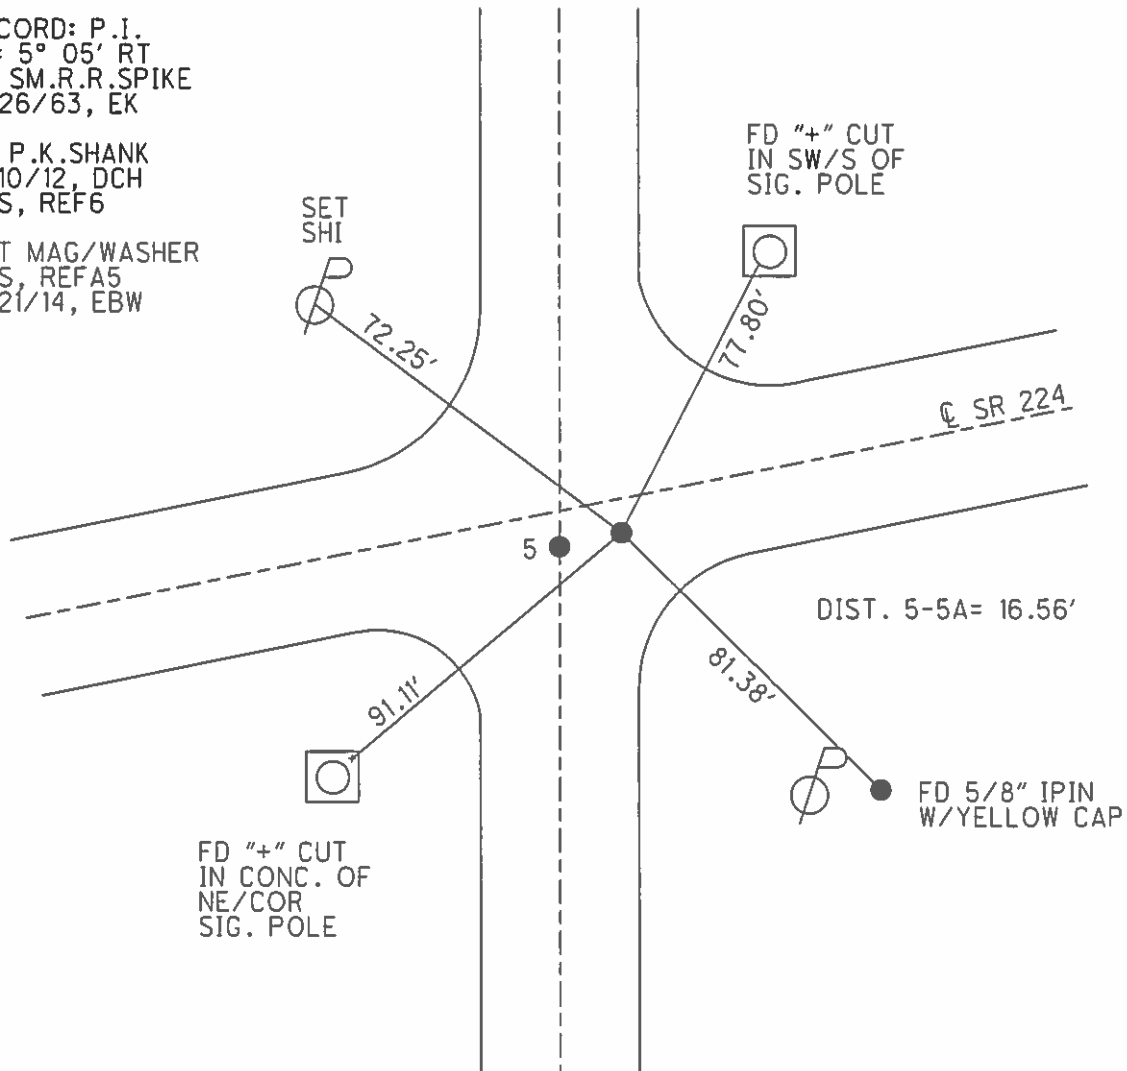 CORD: P.I.
= 5° 05' RT
SM.R.R.SPIKE
26/63, EK
P.K.SHANK
10/12, DCH
S, REF6
T MAG/WASHER
S, REFA5
21/14, EBW
SET
SHI
FD "+" CUT
IN SW/S OF
SIG. POLE
72.25'
77.80'
℄ SR 224
5
DIST. 5-5A= 16.56'
91.11'
81.38'
FD 5/8" IPIN
W/YELLOW CAP
FD "+" CUT
IN CONC. OF
NE/COR
SIG. POLE